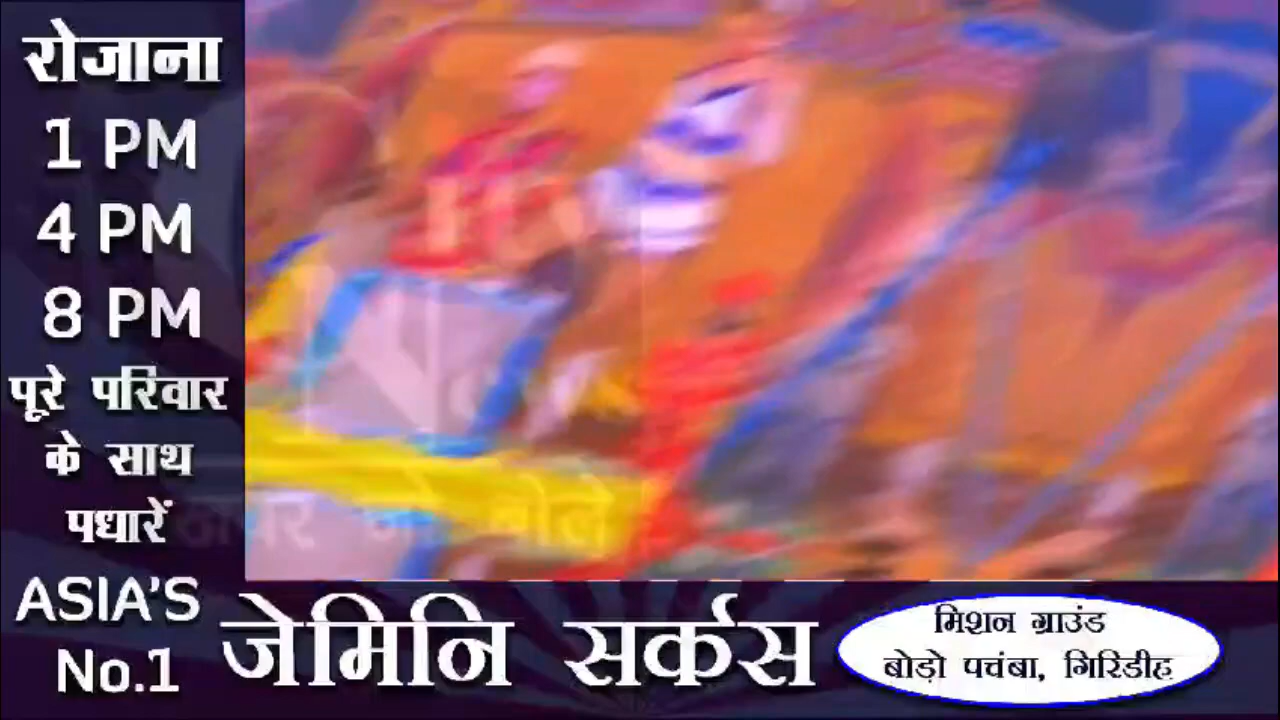 रोजाना
1 PM
4 PM
8 PM
पूरे परिवार
के साथ
पधारें
ASIA'S
No.1
जेमिनि सर्कस
मिशन ग्राउंड
बोड़ो पचंबा, गिरिडीह
बोले